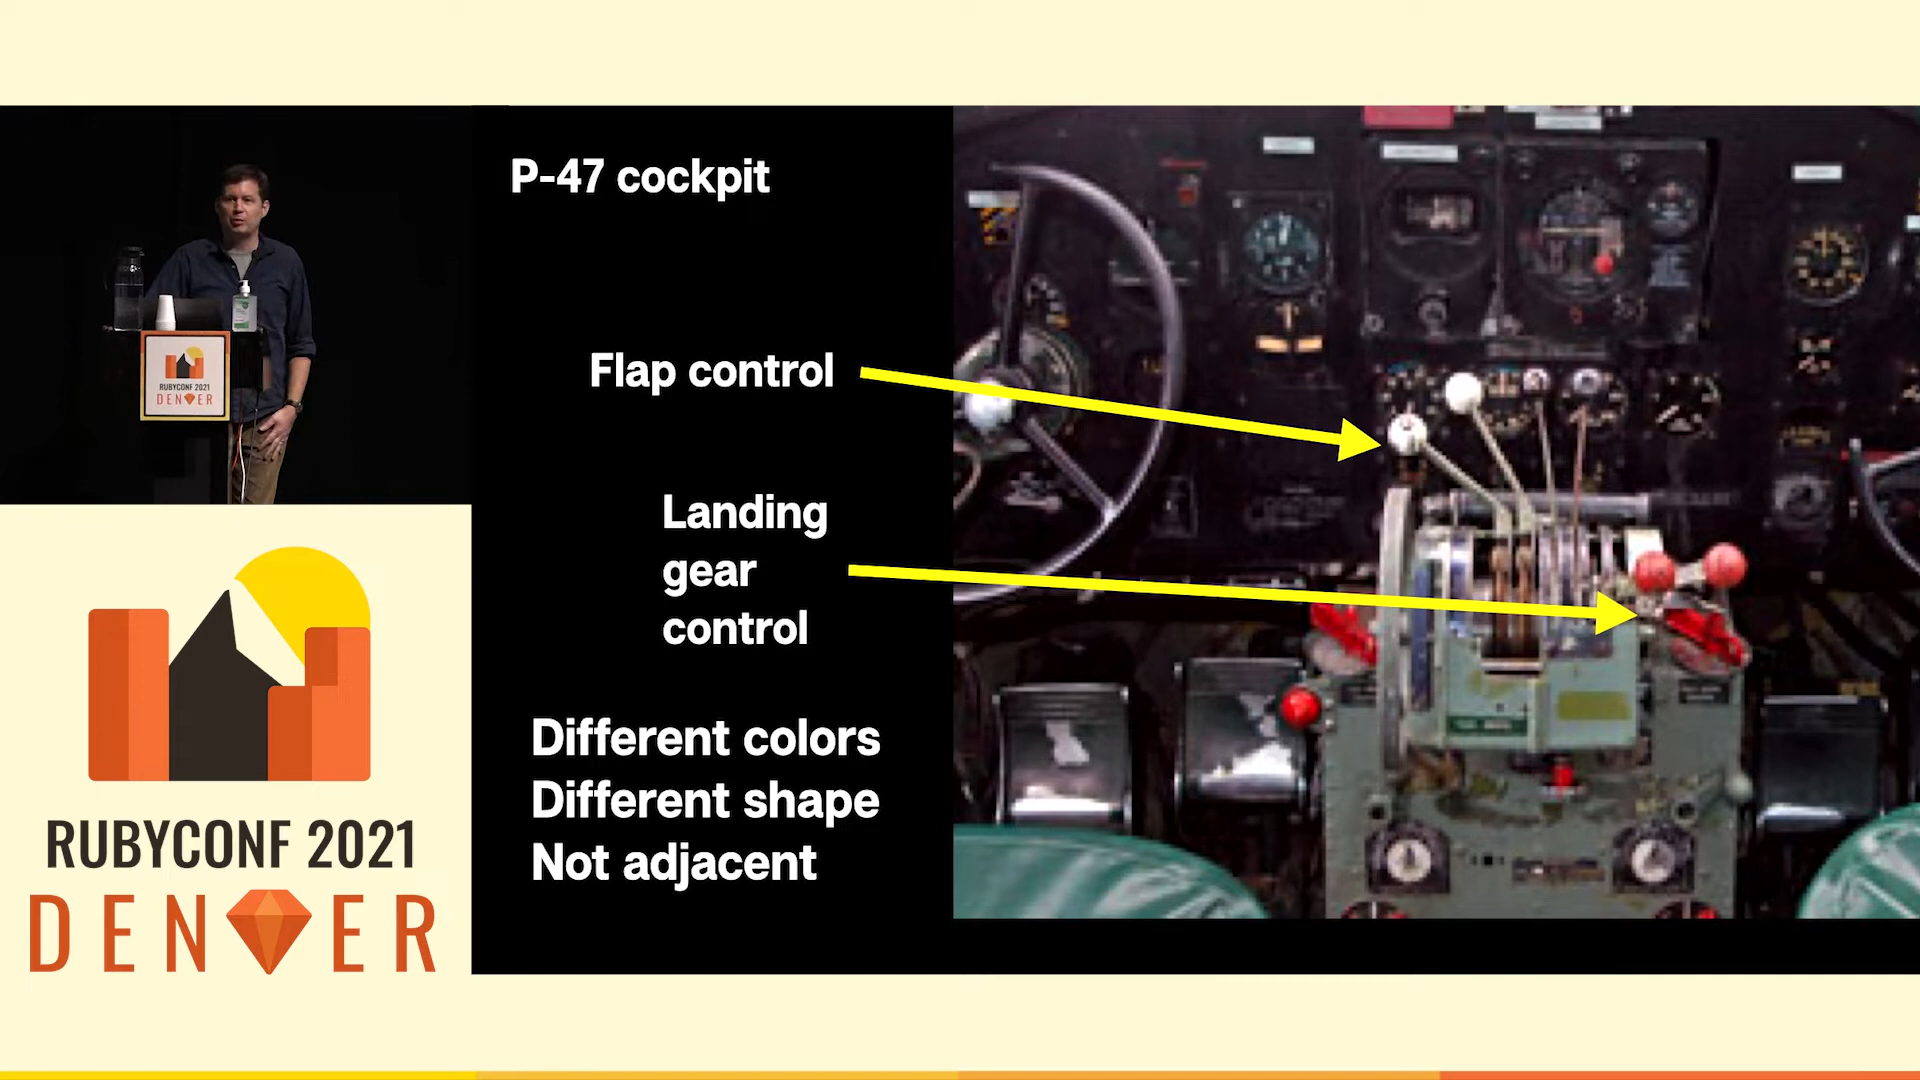 P-47 cockpit
Flap control
Landing
gear
control
Different colors
Different shape
Not adjacent
RUBYCONF 2021
DENVER
RUBYCONF 2021
DENVER